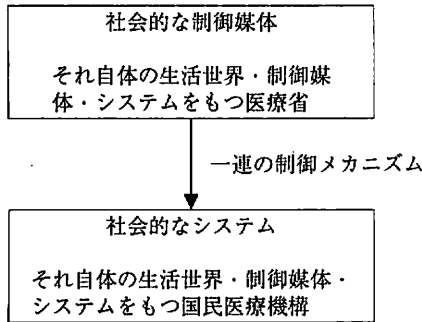 社会的な制御媒体
それ自体の生活世界・制御媒
体・システムをもつ医療省
一連の制御メカニズム
社会的なシステム
それ自体の生活世界・制御媒体・
システムをもつ国民医療機構